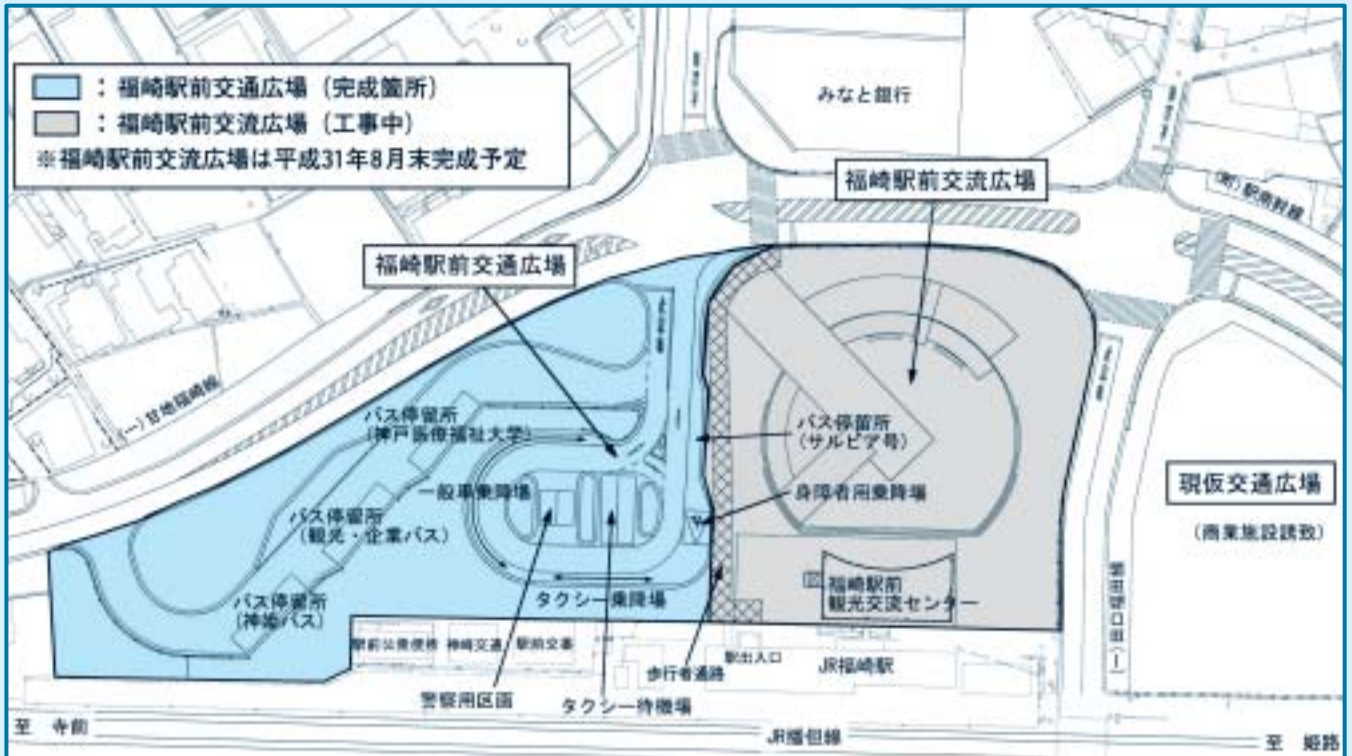 ：福崎駅前交通広場（完成箇所）
：福崎駅前交流広場（工事中）
※福崎駅前交流広場は平成31年8月末完成予定
みなと銀行
福崎駅前交流広場
(町)駅南幹線
福崎駅前交通広場
(一)甘地福崎線
バス停留所
(神戸医療福祉大学)
バス停留所
(サルビア号)
一般車乗降場
身障者用乗降場
現仮交通広場
(商業施設誘致)
バス停留所
(観光・企業バス)
福崎駅前
観光交流センター
タクシー乗降場
バス停留所
(神姫バス)
駅前公衆便所
神崎交通
駅前交番
歩行者通路
駅出入口
JR福崎駅
警察用区画
タクシー待機場
至 寺前
JR播但線
至 姫路